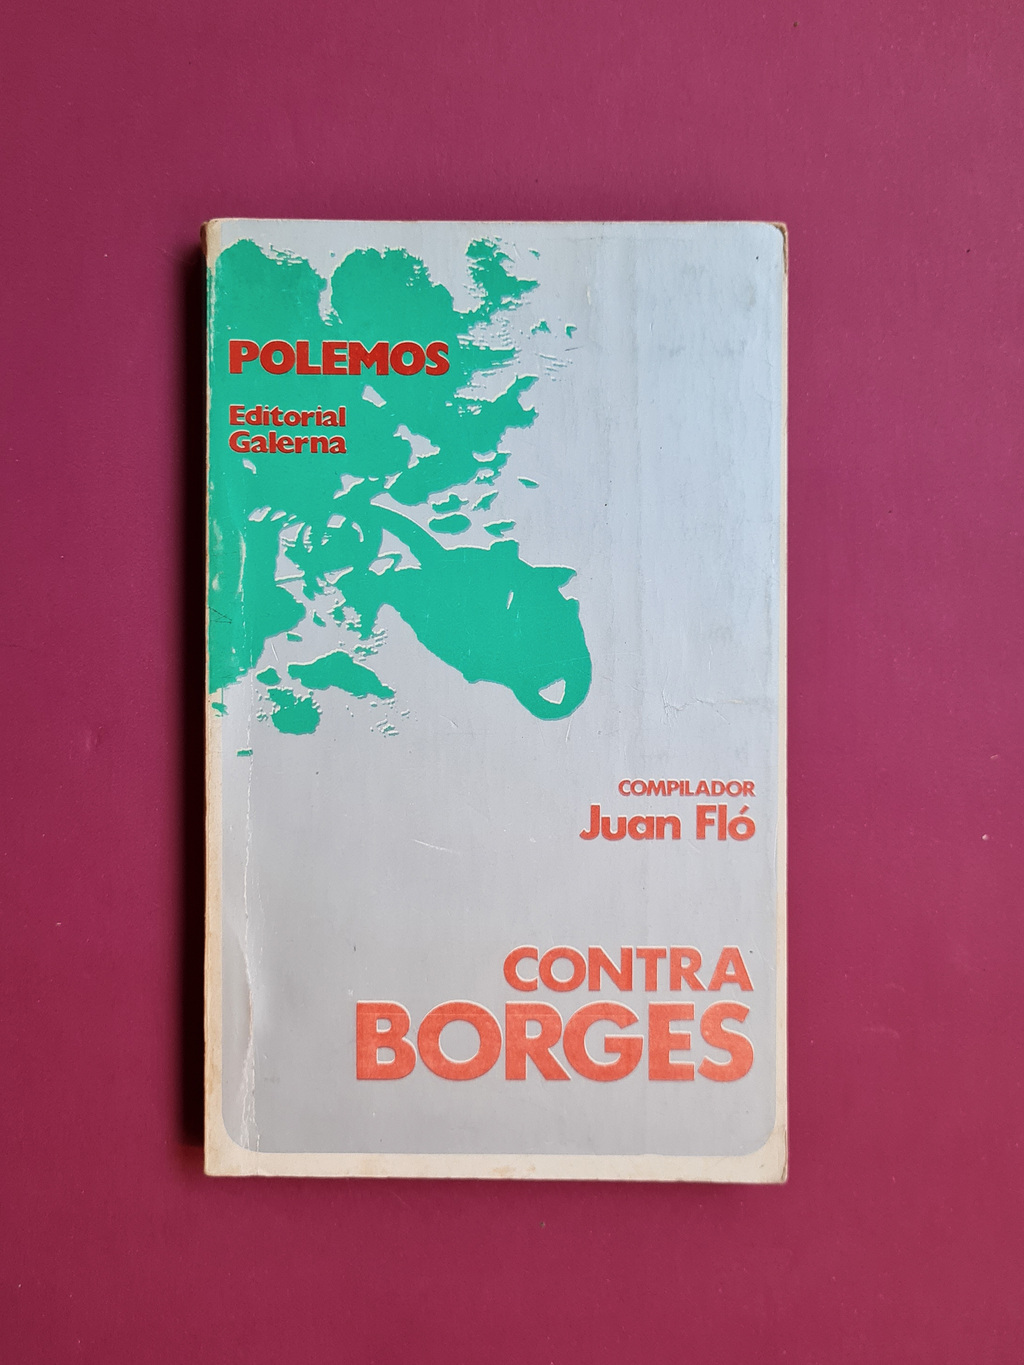 POLEMOS
Editorial
Galerna
COMPILADOR
Juan Fló
CONTRA
BORGES